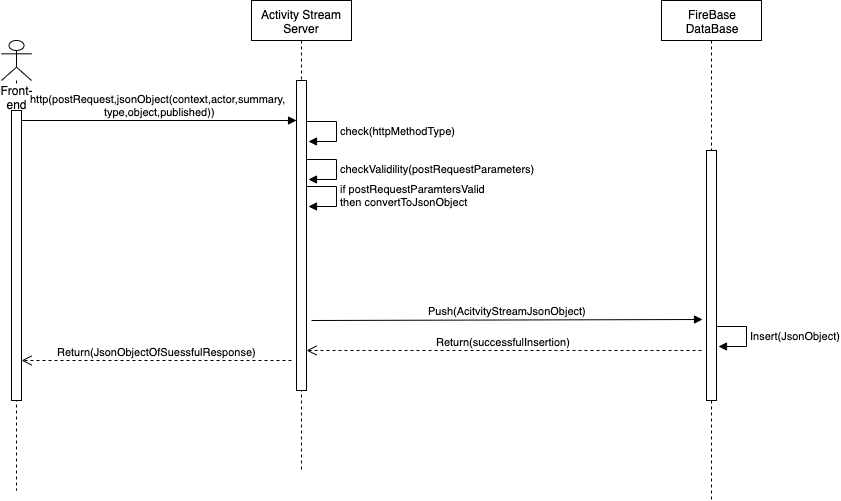 Activity Stream
Server
FireBase
DataBase
Front-
end
http(postRequest,jsonObject(context,actor,summary,
type,object,published))
check(httpMethodType)
checkValidility(postRequestParameters)
if postRequestParamtersValid
then convertToJsonObject
Push(AcitvityStreamJsonObject)
Insert(JsonObject)
Return(successfulInsertion)
Return(JsonObjectOfSuessfulResponse)